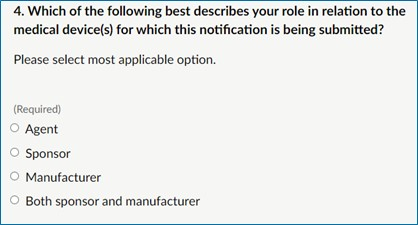 4. Which of the following best describes your role in relation to the
medical device(s) for which this notification is being submitted?
Please select most applicable option.
(Required)
Agent
Sponsor
Manufacturer
Both sponsor and manufacturer